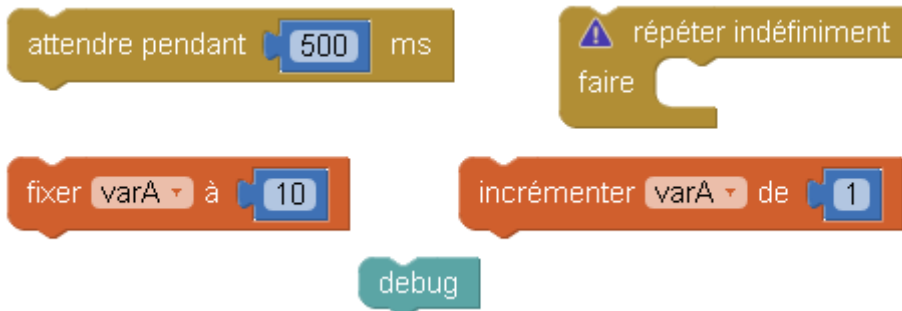 attendre pendant 500 ms
répéter indéfiniment
faire
fixer varA à 10
incrémenter varA de 1
debug